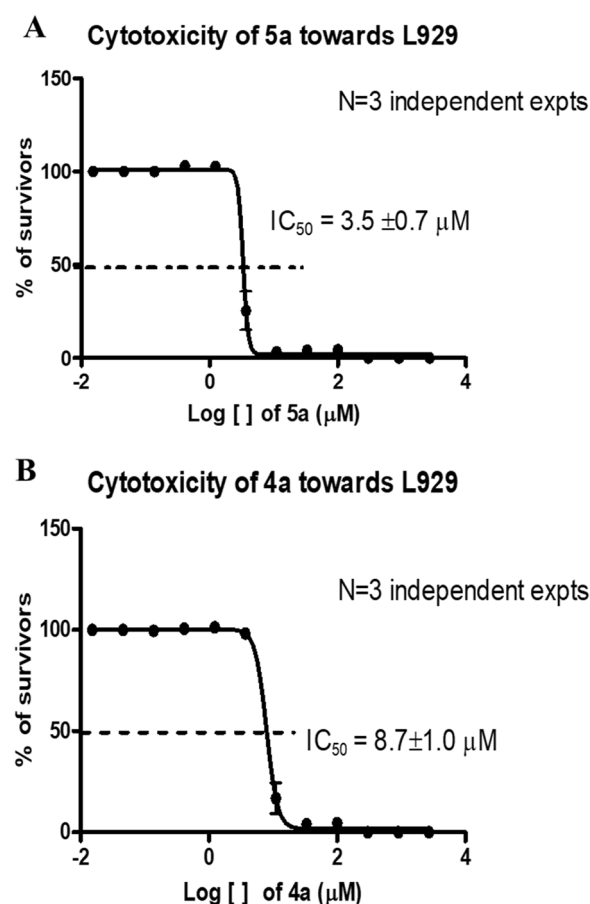 A
Cytotoxicity of 5a towards L929
N=3 independent expts
IC50 = 3.5 ±0.7 µM
% of survivors
150
100
50
0
-2
0
2
4
Log [ ] of 5a (µM)
B
Cytotoxicity of 4a towards L929
N=3 independent expts
IC50 = 8.7±1.0 µM
% of survivors
150
100
50
0
-2
0
2
4
Log [ ] of 4a (µM)